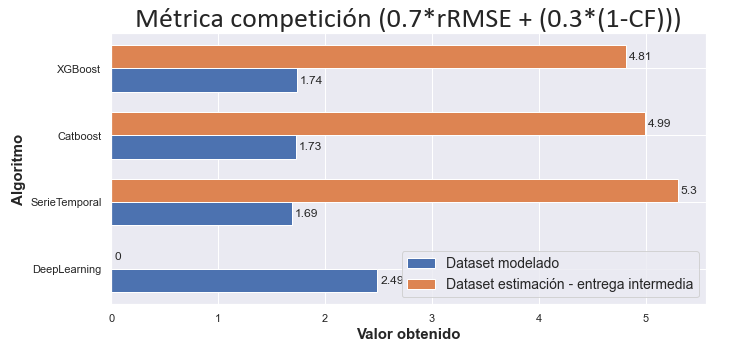 Métrica competición (0.7*rRMSE + (0.3*(1-CF)))
Algoritmo
XGBoost
4.81
1.74
Catboost
4.99
1.73
SerieTemporal
5.3
1.69
DeepLearning
0
2.49
Dataset modelado
Dataset estimación - entrega intermedia
0 1 2 3 4 5
Valor obtenido